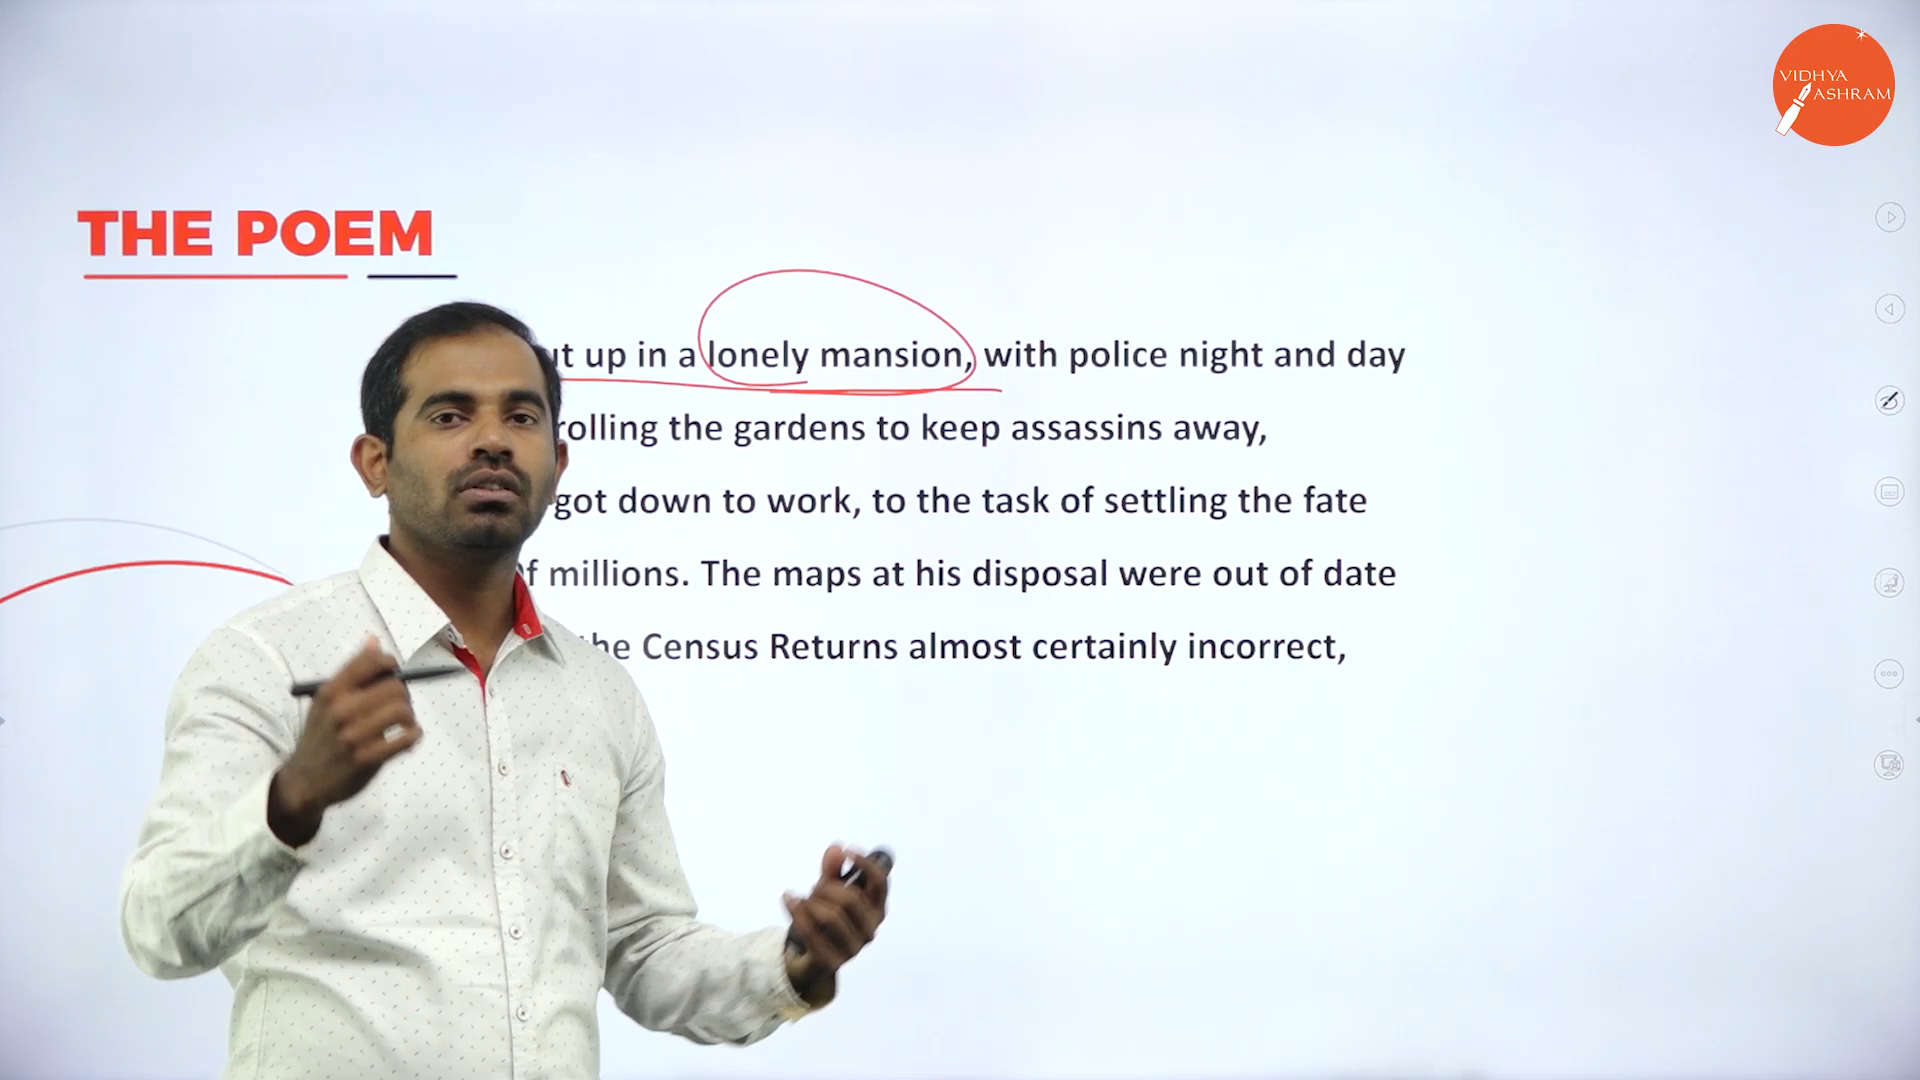 VIDHYA
ASHRAM
THE POEM
up in a lonely mansion, with police night and day
the gardens to keep assassins away,
got down to work, to the task of settling the fate
millions. The maps at his disposal were out of date
the Census Returns almost certainly incorrect,